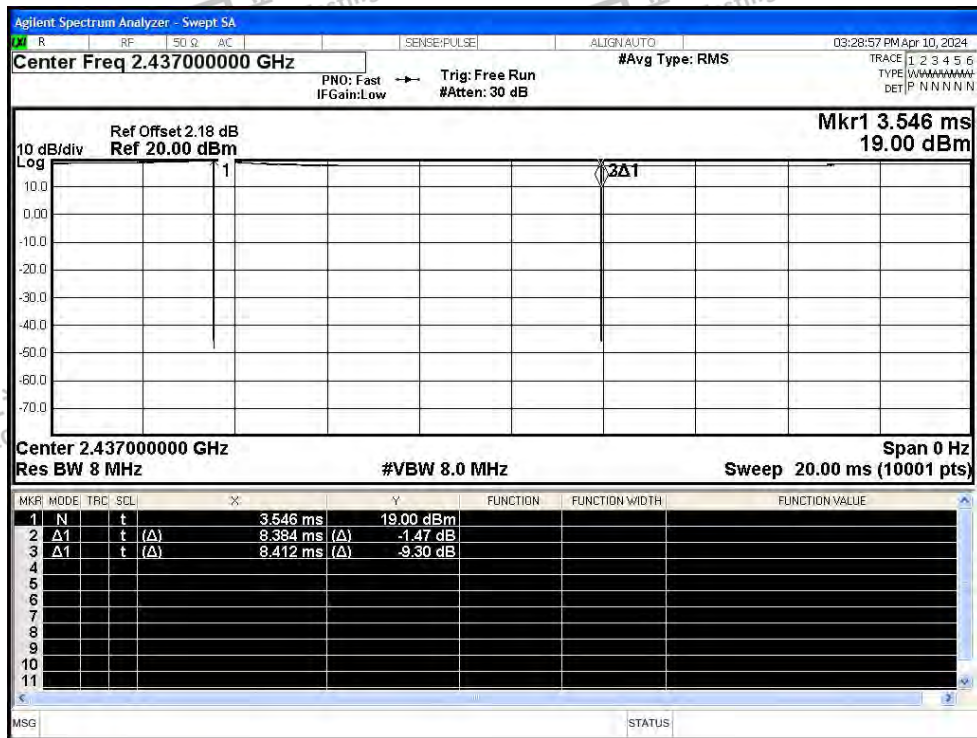 Agilent Spectrum Analyzer - Swept SA
LXI R RF 50 Ω AC SENSE:PULSE ALIGN AUTO 03:28:57 PM Apr 10, 2024
Center Freq 2.437000000 GHz
PNO: Fast
IFGain:Low
Trig: Free Run
#Atten: 30 dB
#Avg Type: RMS
TRACE 1 2 3 4 5 6
TYPE WWWWWW
DET P N N N N N
Mkr1 3.546 ms
19.00 dBm
Ref Offset 2.18 dB
10 dB/div Ref 20.00 dBm
Log
1
3Δ1
10.0
0.00
-10.0
-20.0
-30.0
-40.0
-50.0
-60.0
-70.0
Center 2.437000000 GHz Span 0 Hz
Res BW 8 MHz #VBW 8.0 MHz Sweep 20.00 ms (10001 pts)
MKR MODE TRC SCL X Y FUNCTION FUNCTION WIDTH FUNCTION VALUE
1 N t 3.546 ms 19.00 dBm
2 Δ1 t (Δ) 8.384 ms (Δ) -1.47 dB
3 Δ1 t (Δ) 8.412 ms (Δ) -9.30 dB
4
5
6
7
8
9
10
11
MSG STATUS